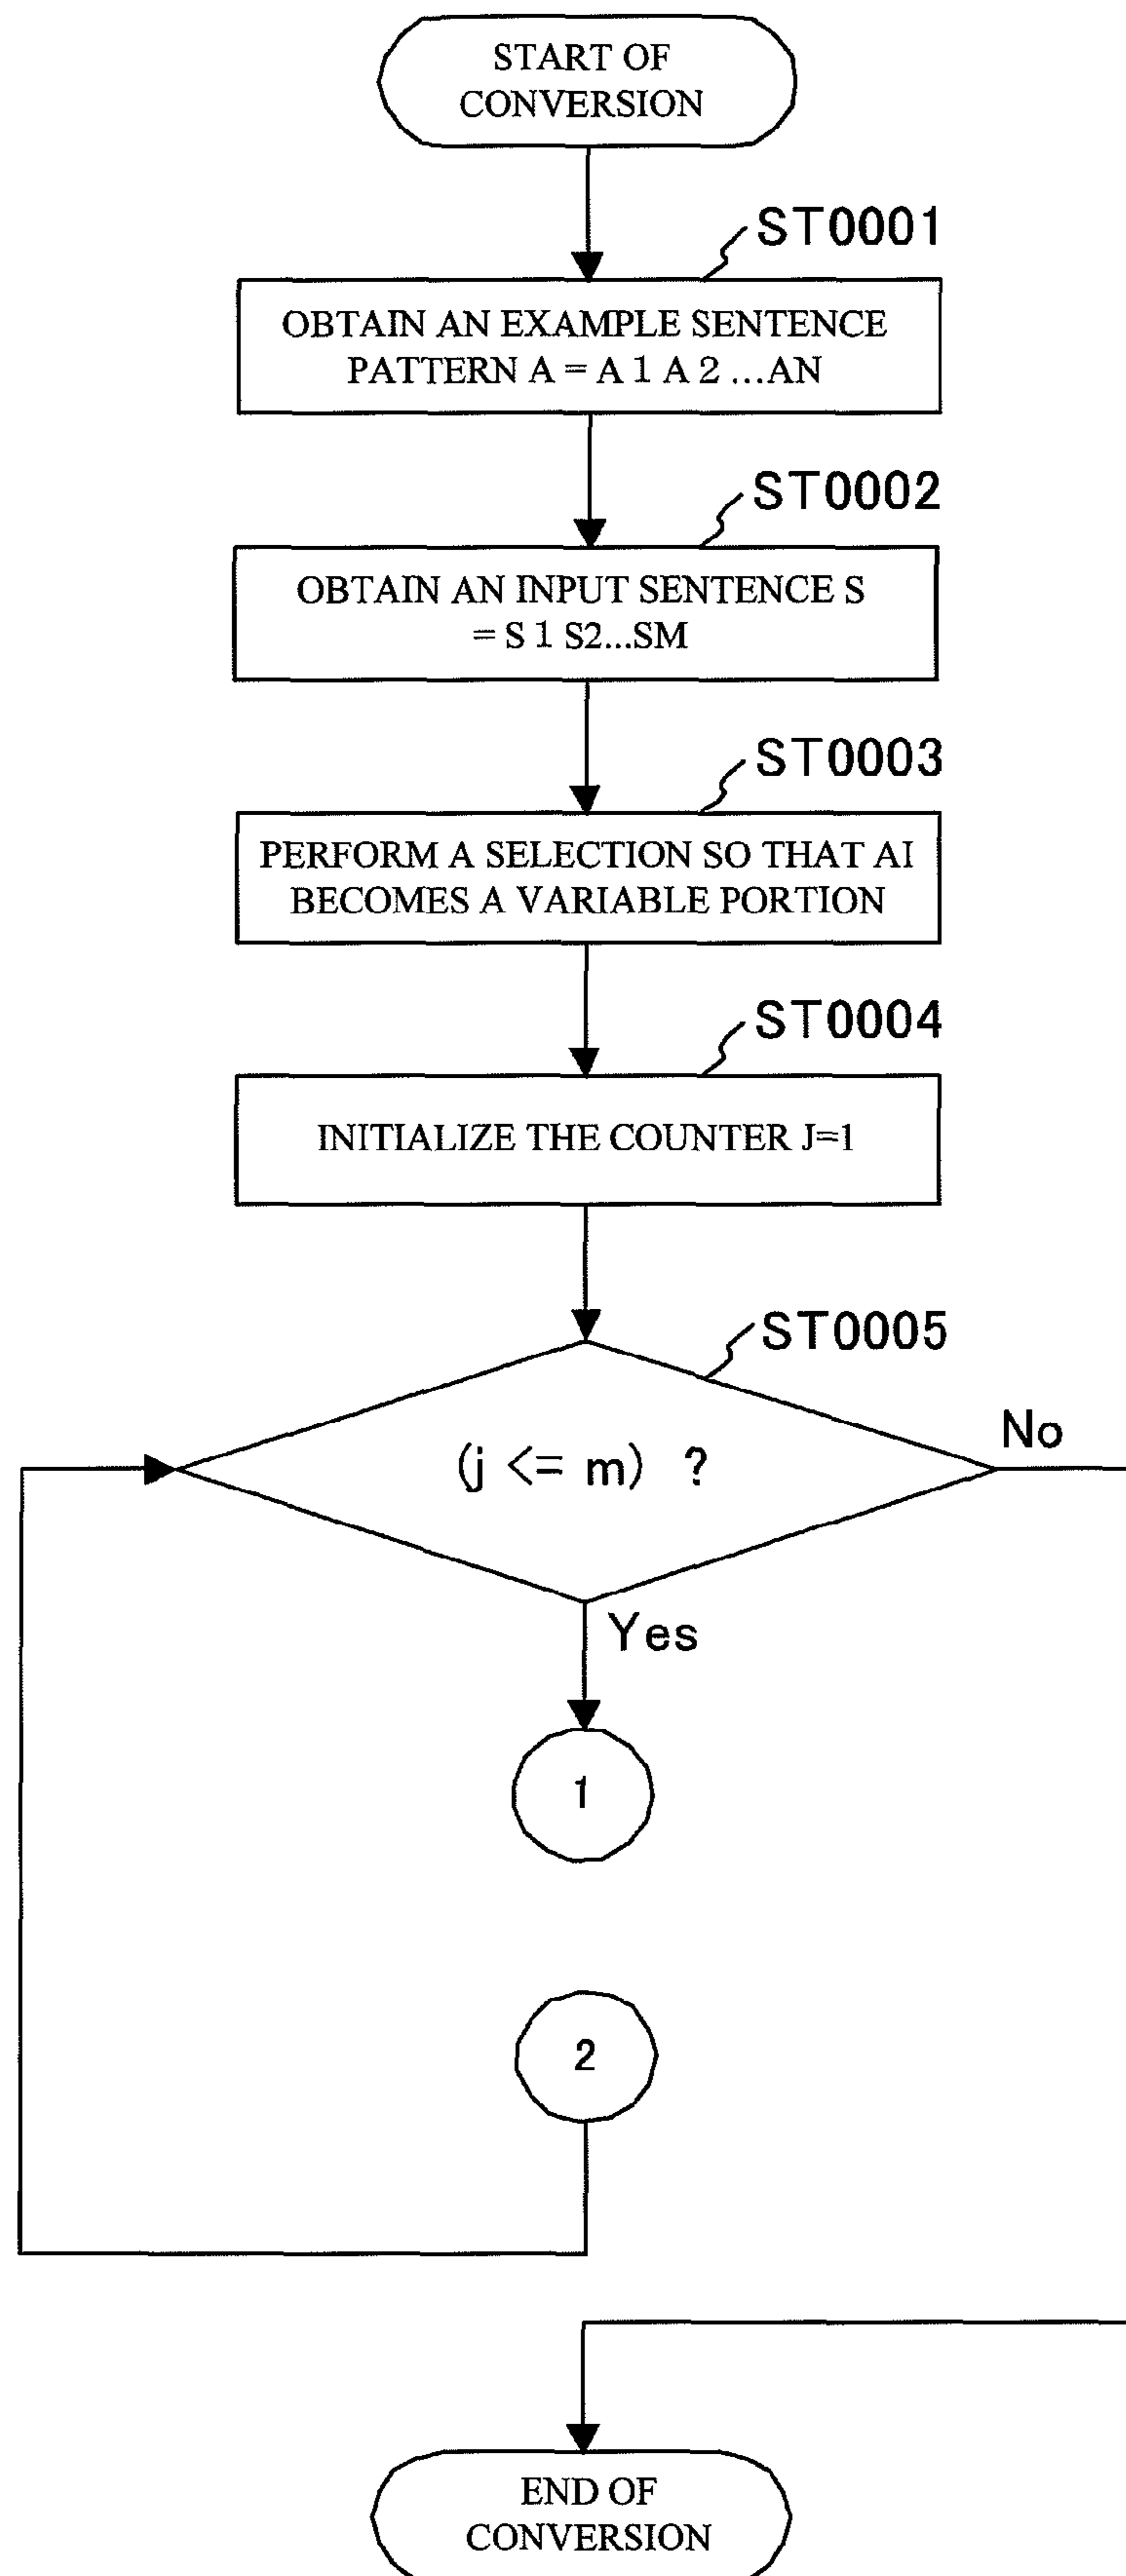 START OF
CONVERSION
ST0001
OBTAIN AN EXAMPLE SENTENCE
PATTERN A = A 1 A 2 ...AN
ST0002
OBTAIN AN INPUT SENTENCE S
= S 1 S2...SM
ST0003
PERFORM A SELECTION SO THAT AI
BECOMES A VARIABLE PORTION
ST0004
INITIALIZE THE COUNTER J=1
ST0005
(j <= m) ?
No
Yes
1
2
END OF
CONVERSION